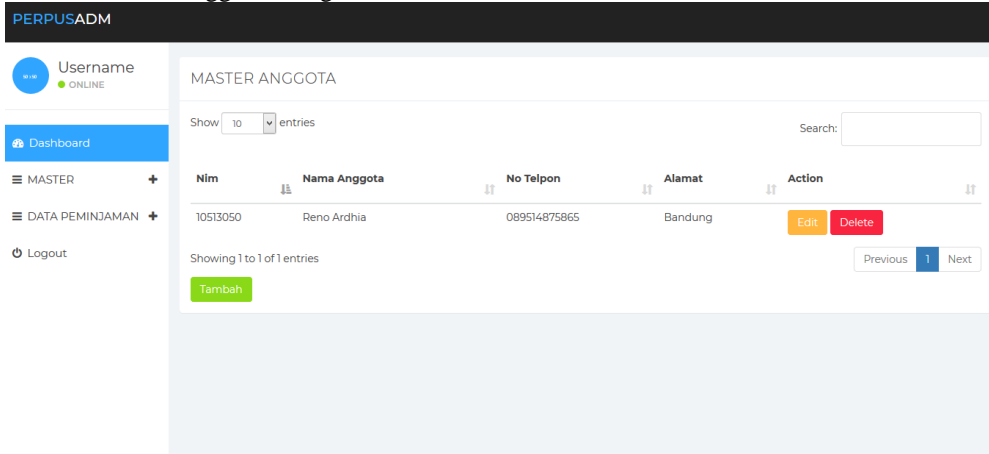 PERPUSADM
Username
ONLINE
Dashboard
MASTER
DATA PEMINJAMAN
Logout
MASTER ANGGOTA
Show 10 entries
Search:
Nim Nama Anggota No Telpon Alamat Action
10513050 Reno Ardhia 089514875865 Bandung Edit Delete
Showing 1 to 1 of 1 entries
Previous 1 Next
Tambah